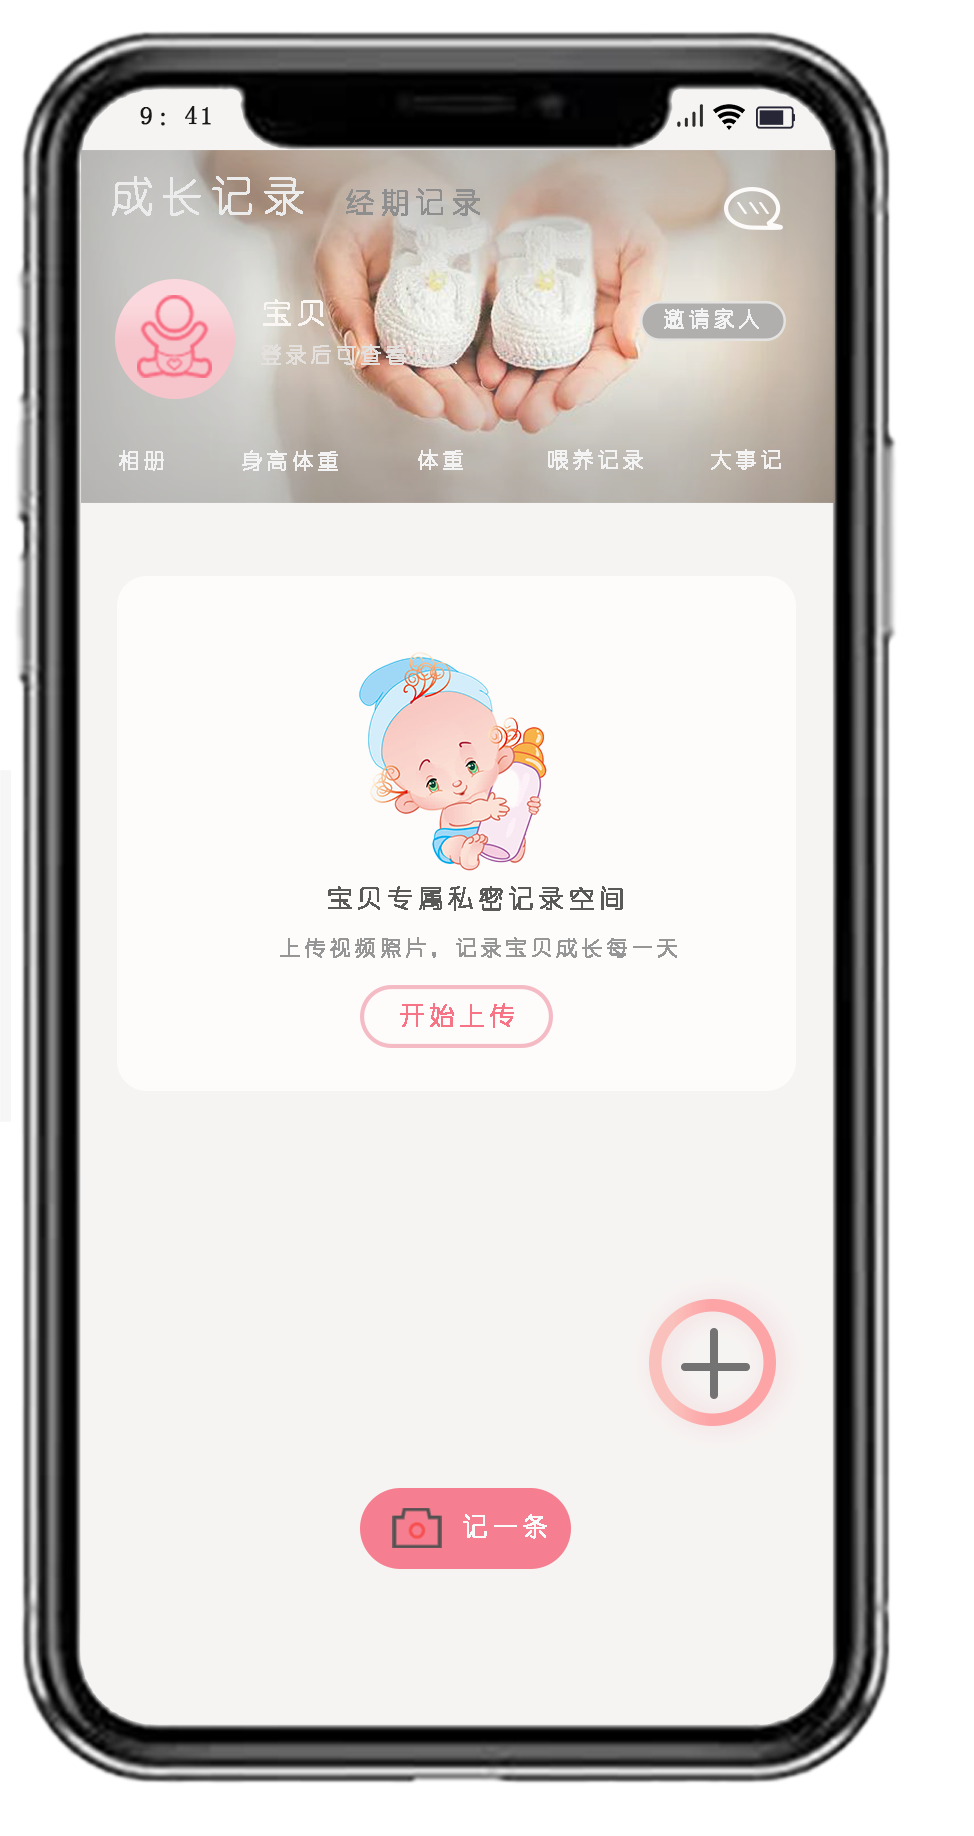 9: 41
成长记录 经期记录
宝贝
邀请家人
登录后可查看
相册 身高体重 体重 喂养记录 大事记
宝贝专属私密记录空间
上传视频照片，记录宝贝成长每一天
开始上传
记一条